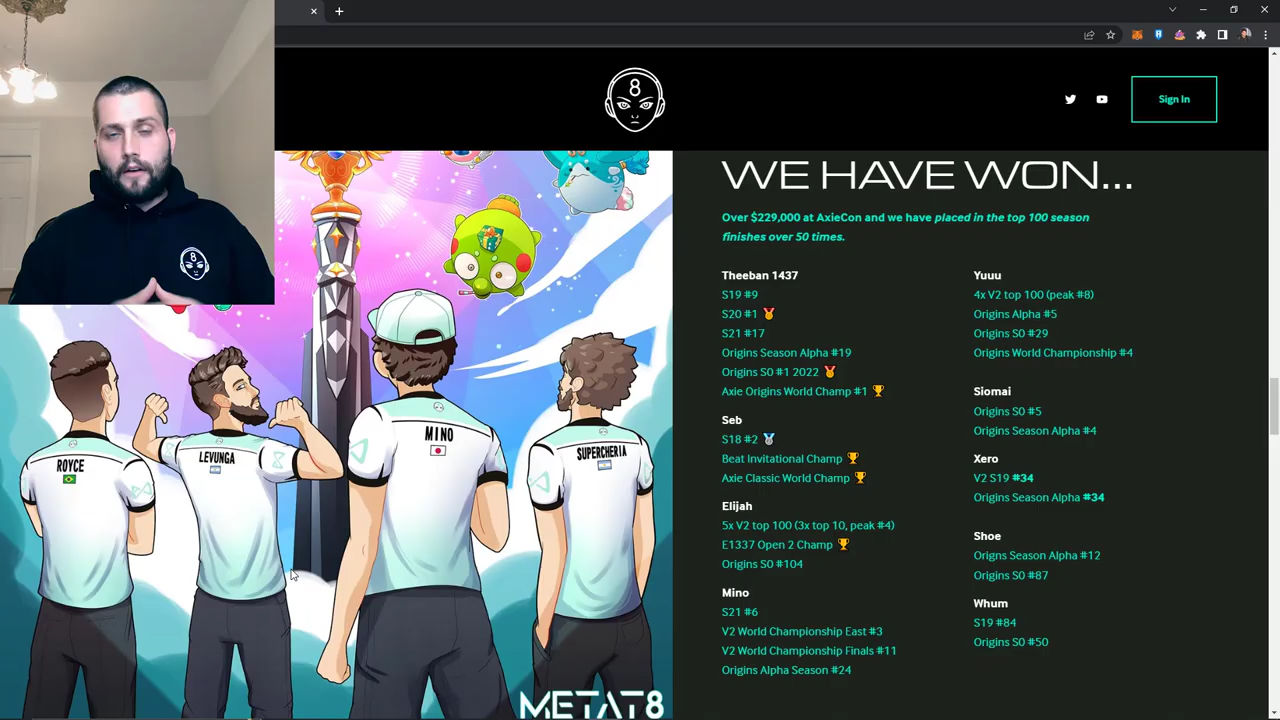 8
Sign In
8
WE HAVE WON...
Over $229,000 at AxieCon and we have placed in the top 100 season
finishes over 50 times.
Theeban 1437
S19 #9
S20 #1
S21 #17
Origins Season Alpha #19
Origins S0 #1 2022
Axie Origins World Champ #1
Seb
S18 #2
Beat Invitational Champ
Axie Classic World Champ
Elijah
5x V2 top 100 (3x top 10, peak #4)
E1337 Open 2 Champ
Origins S0 #104
Mino
S21 #6
V2 World Championship East #3
V2 World Championship Finals #11
Origins Alpha Season #24
Yuuu
4x V2 top 100 (peak #8)
Origins Alpha #5
Origins S0 #29
Origins World Championship #4
Siomai
Origins S0 #5
Origins Season Alpha #4
Xero
V2 S19 #34
Origins Season Alpha #34
Shoe
Origns Season Alpha #12
Origins S0 #87
Whum
S19 #84
Origins S0 #50
ROYCE
LEVUNGA
MINO
SUPERCHERIA
METAT8